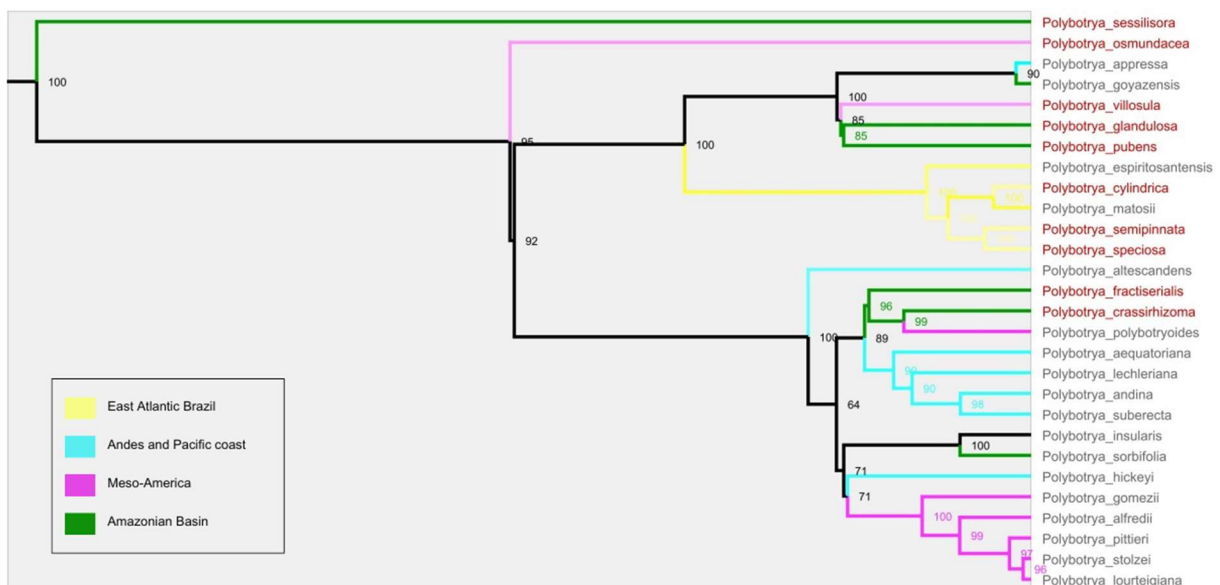 Polybotrya_sessilisora
Polybotrya_osmundacea
Polybotrya_appressa
90
100
Polybotrya_goyazensis
100
Polybotrya_villosula
85
Polybotrya_glandulosa
85
95
Polybotrya_pubens
100
Polybotrya_espiritosantensis
Polybotrya_cylindrica
100
Polybotrya_matosii
Polybotrya_semipinnata
92
Polybotrya_speciosa
Polybotrya_altescandens
Polybotrya_fractiserialis
96
Polybotrya_crassirhizoma
99
Polybotrya_polybotryoides
100
89
Polybotrya_aequatoriana
Polybotrya_lechleriana
90
Polybotrya_andina
98
East Atlantic Brazil
64
Polybotrya_suberecta
Polybotrya_insularis
Andes and Pacific coast
100
Polybotrya_sorbifolia
71
Polybotrya_hickeyi
Meso-America
71
Polybotrya_gomezii
100
Polybotrya_alfredii
Amazonian Basin
99
Polybotrya_pittieri
97
Polybotrya_stolzei
96
Polybotrya_lourteigiana